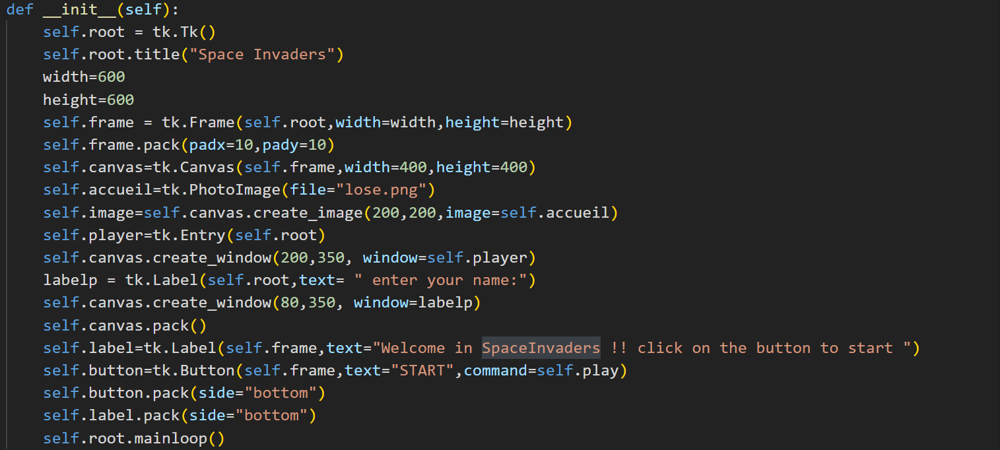 def __init__(self):
    self.root = tk.Tk()
    self.root.title("Space Invaders")
    width=600
    height=600
    self.frame = tk.Frame(self.root,width=width,height=height)
    self.frame.pack(padx=10,pady=10)
    self.canvas=tk.Canvas(self.frame,width=400,height=400)
    self.accueil=tk.PhotoImage(file="lose.png")
    self.image=self.canvas.create_image(200,200,image=self.accueil)
    self.player=tk.Entry(self.root)
    self.canvas.create_window(200,350, window=self.player)
    labelp = tk.Label(self.root,text= " enter your name:")
    self.canvas.create_window(80,350, window=labelp)
    self.canvas.pack()
    self.label=tk.Label(self.frame,text="Welcome in SpaceInvaders !! click on the button to start ")
    self.button=tk.Button(self.frame,text="START",command=self.play)
    self.button.pack(side="bottom")
    self.label.pack(side="bottom")
    self.root.mainloop()